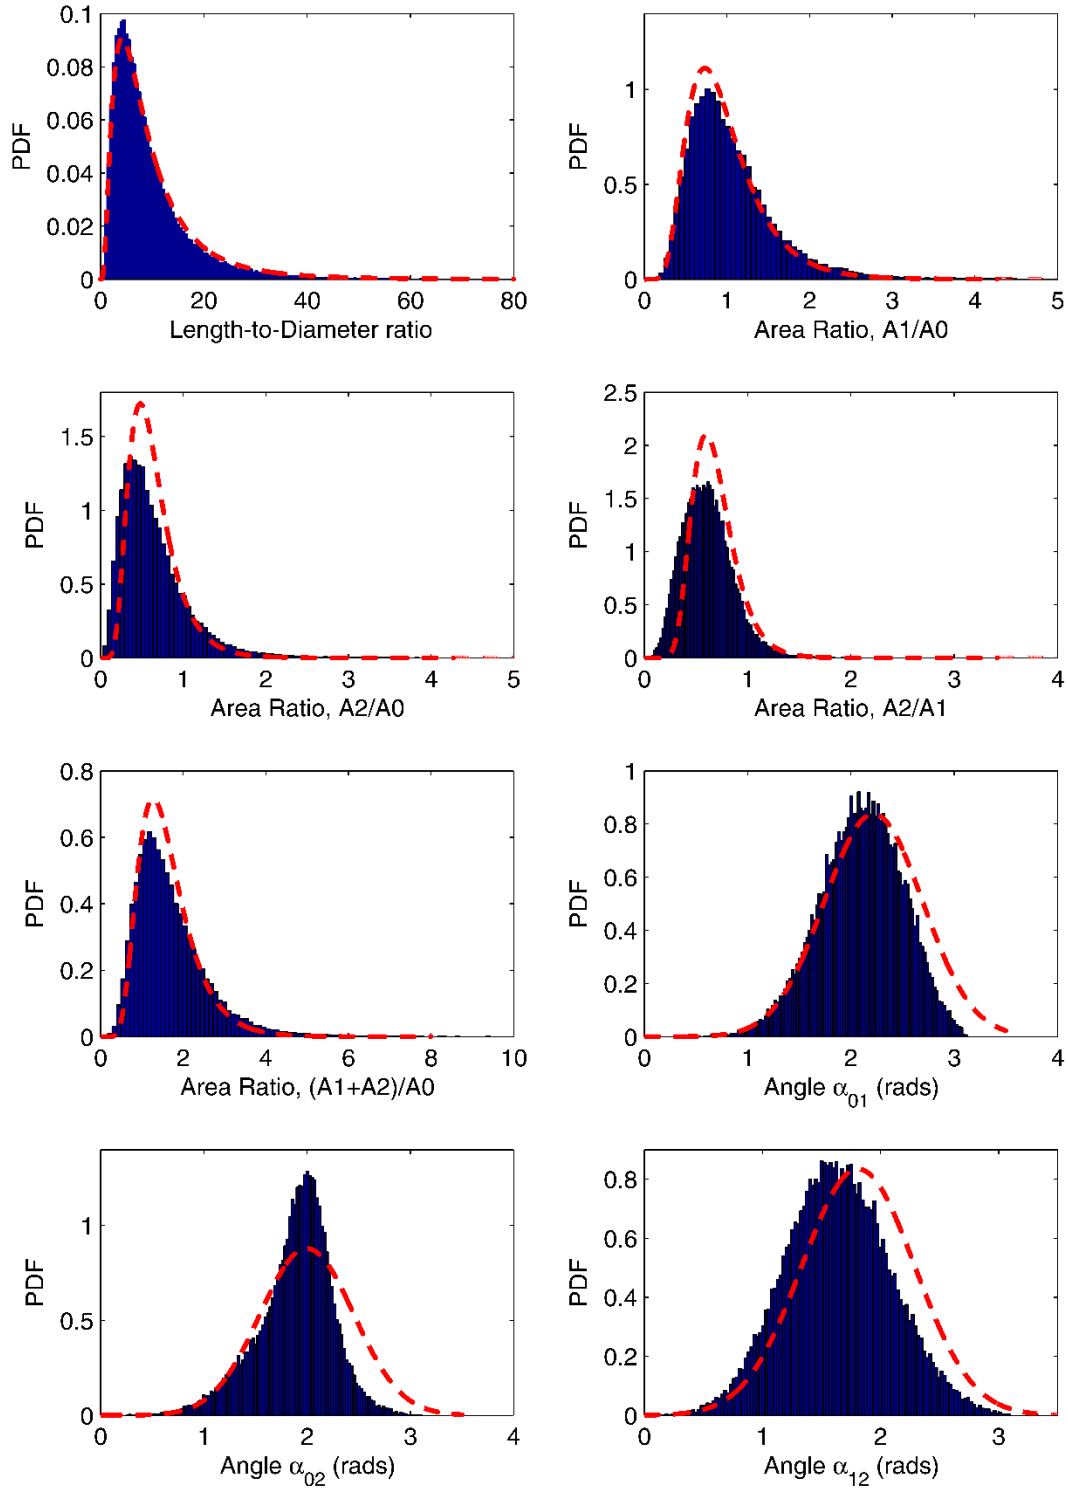 0.1
0.08
0.06
0.04
0.02
0
PDF
0 20 40 60 80
Length-to-Diameter ratio
1
0.5
0
PDF
0 1 2 3 4 5
Area Ratio, A1/A0
1.5
1
0.5
0
PDF
0 1 2 3 4 5
Area Ratio, A2/A0
2.5
2
1.5
1
0.5
0
PDF
0 1 2 3 4
Area Ratio, A2/A1
0.8
0.6
0.4
0.2
0
PDF
0 2 4 6 8 10
Area Ratio, (A1+A2)/A0
1
0.8
0.6
0.4
0.2
0
PDF
0 1 2 3 4
Angle α01 (rads)
1
0.5
0
PDF
0 1 2 3 4
Angle α02 (rads)
0.8
0.6
0.4
0.2
0
PDF
0 1 2 3
Angle α12 (rads)